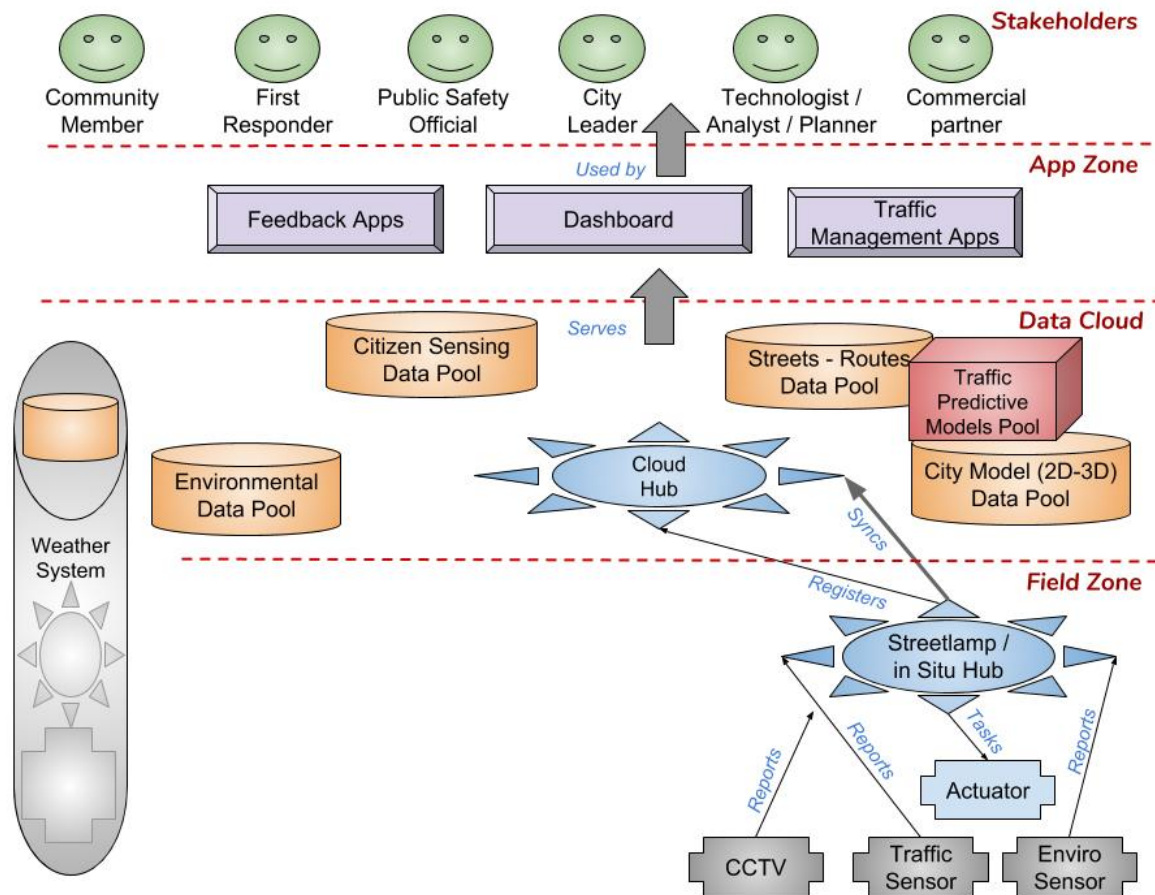 Stakeholders
Community
Member
First
Responder
Public Safety
Official
City
Leader
Technologist /
Analyst / Planner
Commercial
partner
Used by
App Zone
Feedback Apps
Dashboard
Traffic
Management Apps
Serves
Data Cloud
Citizen Sensing
Data Pool
Streets - Routes
Data Pool
Traffic
Predictive
Models Pool
Environmental
Data Pool
Cloud
Hub
City Model (2D-3D)
Data Pool
Syncs
Weather
System
Field Zone
Registers
Streetlamp /
in Situ Hub
Reports
Reports
Tasks
Reports
Actuator
CCTV
Traffic
Sensor
Enviro
Sensor